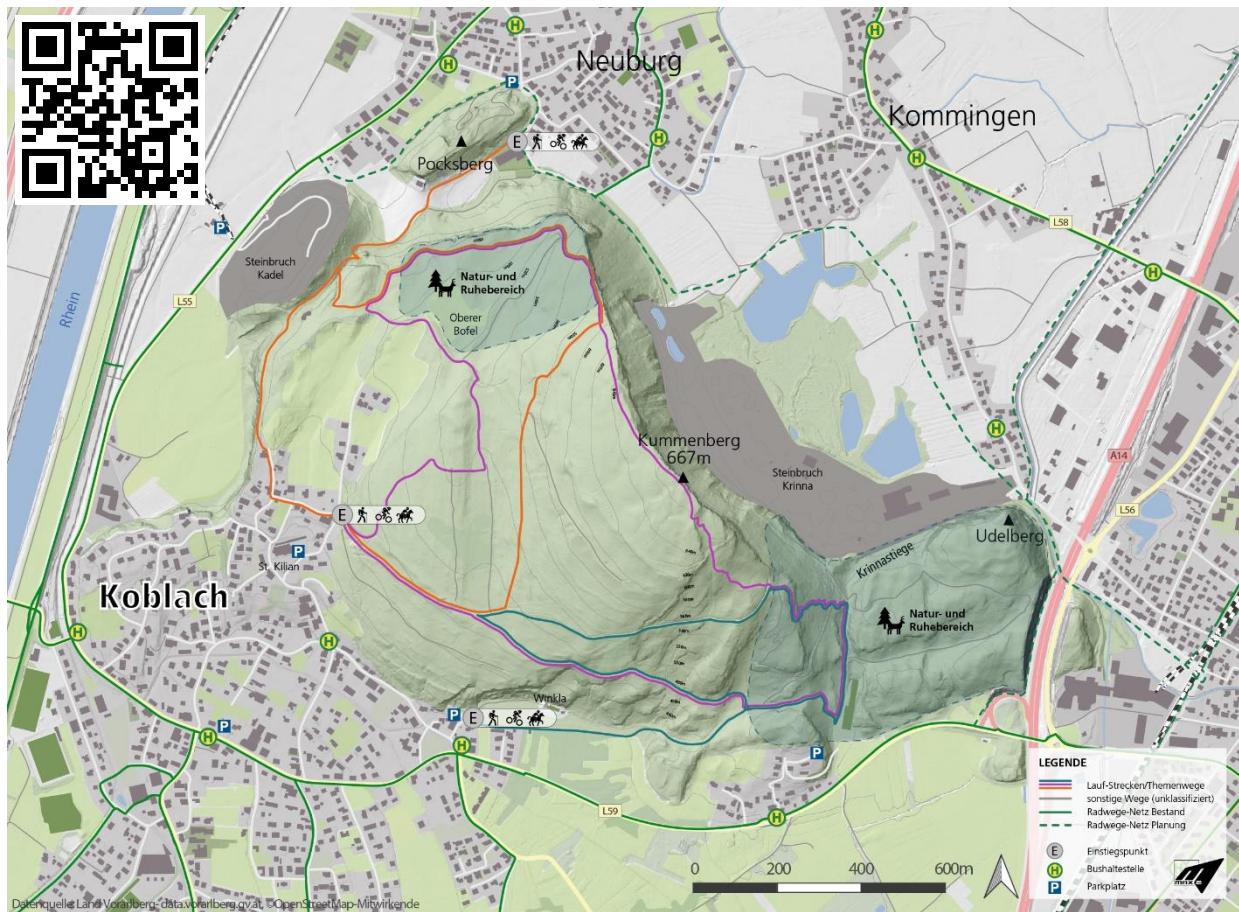 Neuburg
Kommingen
Pocksberg
E
L58
Steinbruch
Kadel
Natur- und
Ruhebereich
L55
Rhein
Oberer
Bofel
Kummenberg
667m
Steinbruch
Krinna
A14
L56
E
Udelberg
Krinnastiege
St. Kilian
Koblach
Natur- und
Ruhebereich
Winkla
E
L59
LEGENDE
Lauf-Strecken/Themenwege
sonstige Wege (unklassifiziert)
Radwege-Netz Bestand
Radwege-Netz Planung
E Einstiegspunkt
H Bushaltestelle
P Parkplatz
0 200 400 600m
Datenquelle: Land Vorarlberg- data.vorarlberg.gv.at, ©OpenStreetMap-Mitwirkende